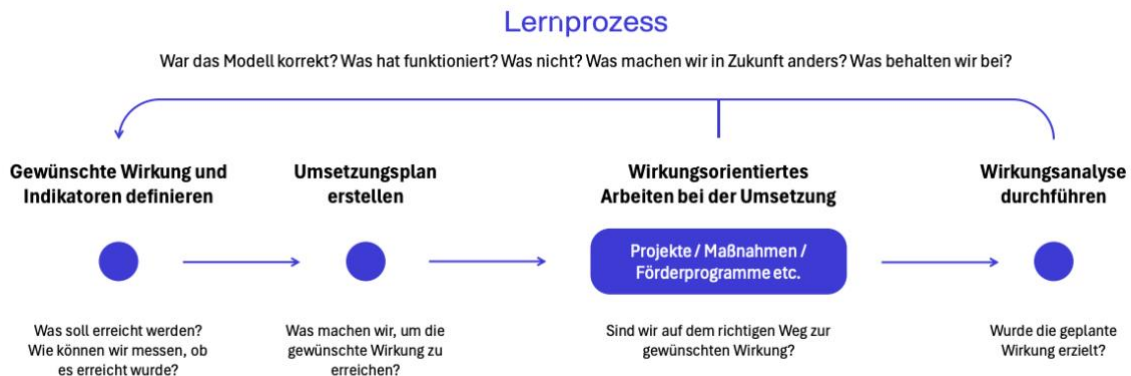 Lernprozess
War das Modell korrekt? Was hat funktioniert? Was nicht? Was machen wir in Zukunft anders? Was behalten wir bei?
Gewünschte Wirkung und
Indikatoren definieren
Was soll erreicht werden?
Wie können wir messen, ob
es erreicht wurde?
Umsetzungsplan
erstellen
Was machen wir, um die
gewünschte Wirkung zu
erreichen?
Wirkungsorientiertes
Arbeiten bei der Umsetzung
Projekte / Maßnahmen /
Förderprogramme etc.
Sind wir auf dem richtigen Weg zur
gewünschten Wirkung?
Wirkungsanalyse
durchführen
Wurde die geplante
Wirkung erzielt?